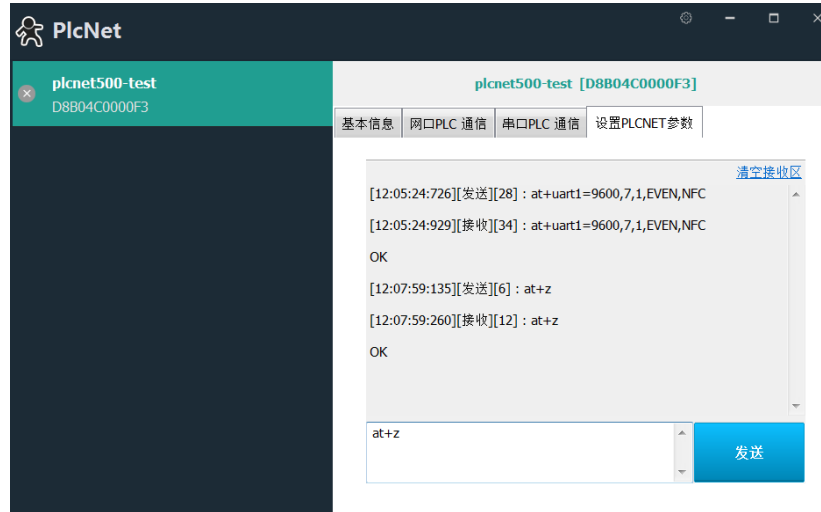 PlcNet
plcnet500-test
D8B04C0000F3
plcnet500-test [D8B04C0000F3]
基本信息 网口PLC 通信 串口PLC 通信 设置PLCNET参数
清空接收区
[12:05:24:726][发送][28]：at+uart1=9600,7,1,EVEN,NFC
[12:05:24:929][接收][34]：at+uart1=9600,7,1,EVEN,NFC
OK
[12:07:59:135][发送][6]：at+z
[12:07:59:260][接收][12]：at+z
OK
at+z
发送